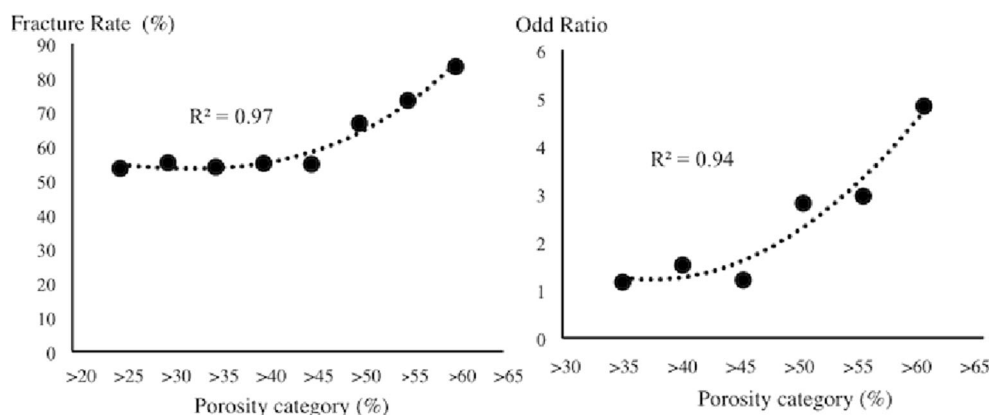 Fracture Rate (%)
90
80
70
60
50
40
30
20
10
0
R² = 0.97
>20 >25 >30 >35 >40 >45 >50 >55 >60 >65
Porosity category (%)
Odd Ratio
6
5
4
3
2
1
0
R² = 0.94
>30 >35 >40 >45 >50 >55 >60 >65
Porosity category (%)